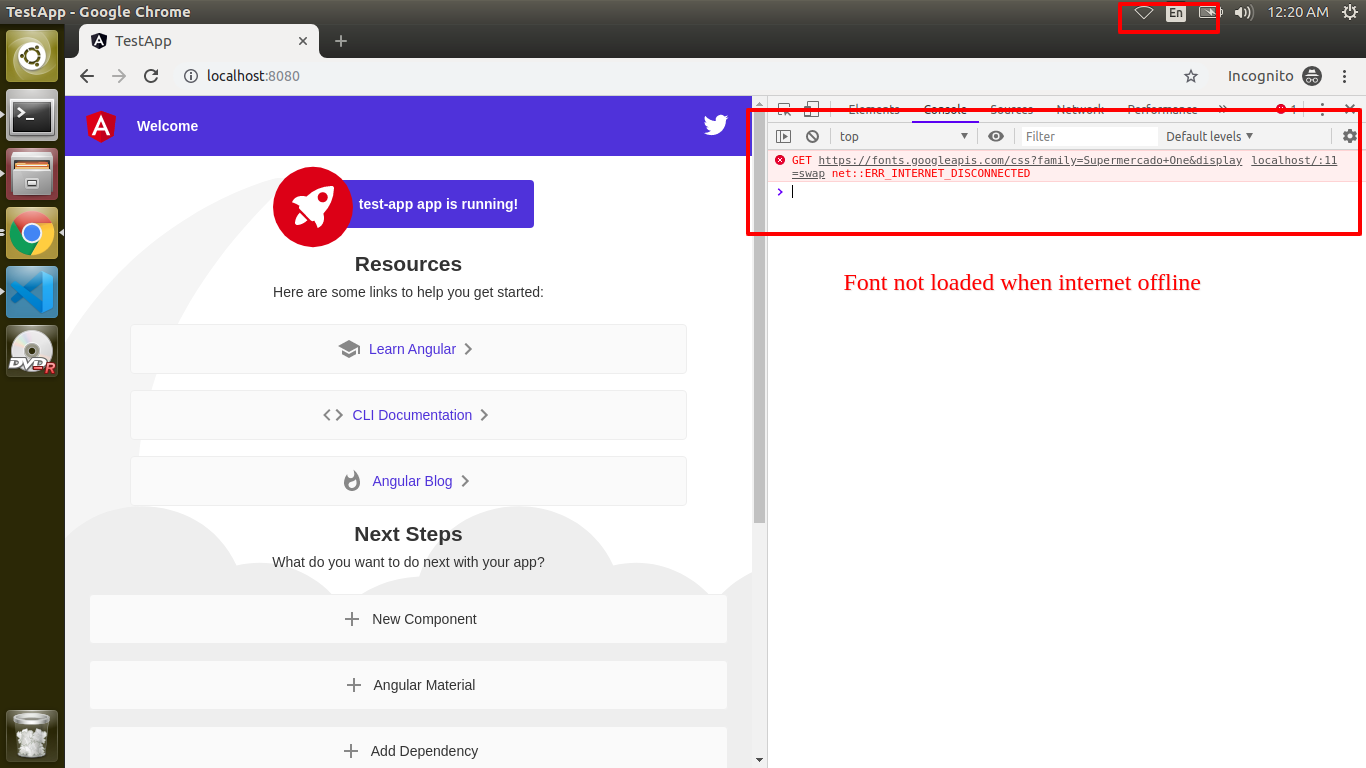 TestApp - Google Chrome
En
12:20 AM
TestApp
localhost:8080
Incognito
Welcome
Elements Console Sources Network Performance » 1
top
Filter
Default levels
GET https://fonts.googleapis.com/css?family=Supermercado+One&display localhost/:11
=swap net::ERR_INTERNET_DISCONNECTED
test-app app is running!
Font not loaded when internet offline
Resources
Here are some links to help you get started:
Learn Angular
CLI Documentation
Angular Blog
Next Steps
What do you want to do next with your app?
New Component
Angular Material
Add Dependency
DVD-R